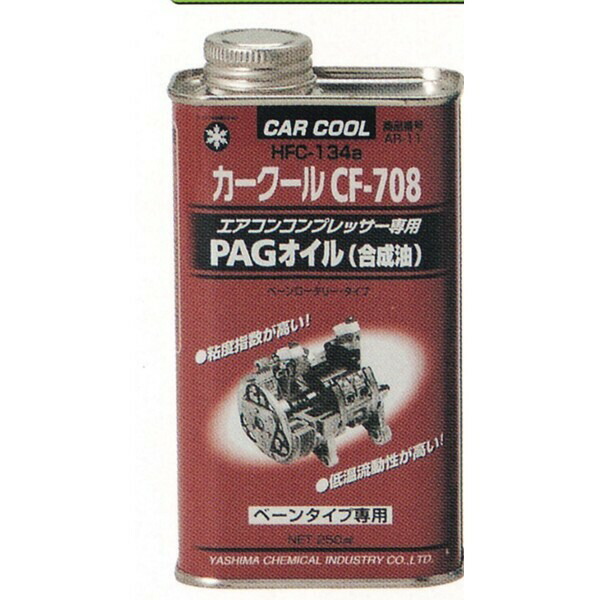 CAR COOL
商品番号
AR-11
HFC-134a
カークール CF-708
エアコンコンプレッサー専用
PAGオイル(合成油)
ベーンロータリー・タイプ
●粘度指数が高い!
●低温流動性が高い!
ベーンタイプ専用
NET 250㎖
YASHIMA CHEMICAL INDUSTRY CO.,LTD.